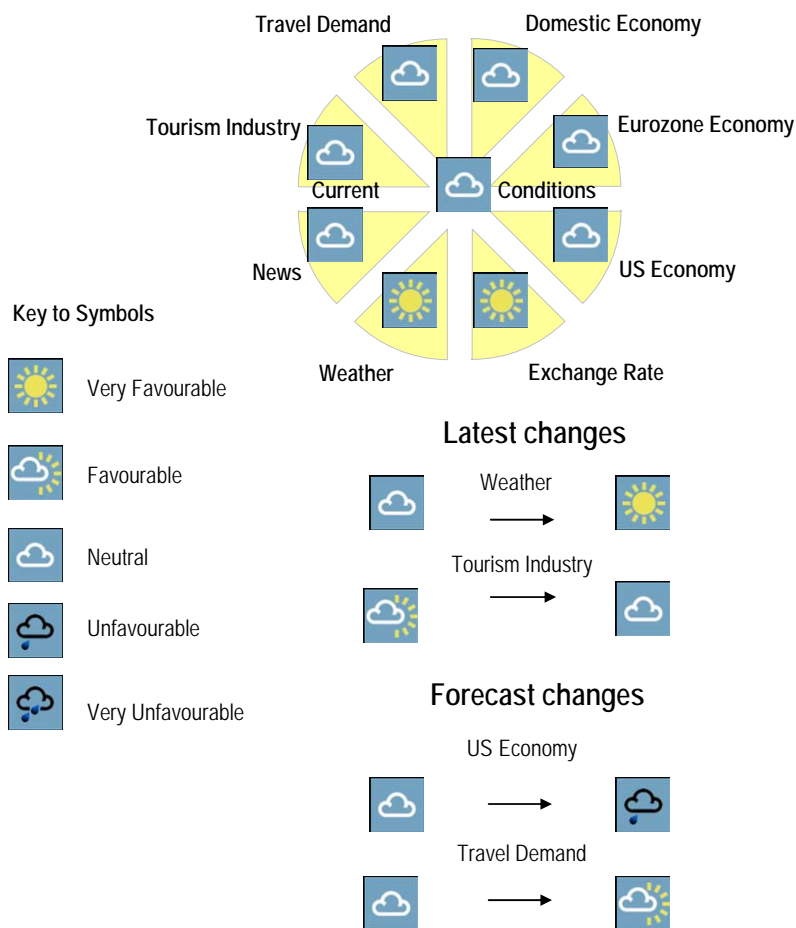 Travel Demand
Domestic Economy
Tourism Industry
Eurozone Economy
Current
Conditions
News
US Economy
Weather
Exchange Rate
Key to Symbols
Very Favourable
Favourable
Neutral
Unfavourable
Very Unfavourable
Latest changes
Weather
Tourism Industry
Forecast changes
US Economy
Travel Demand